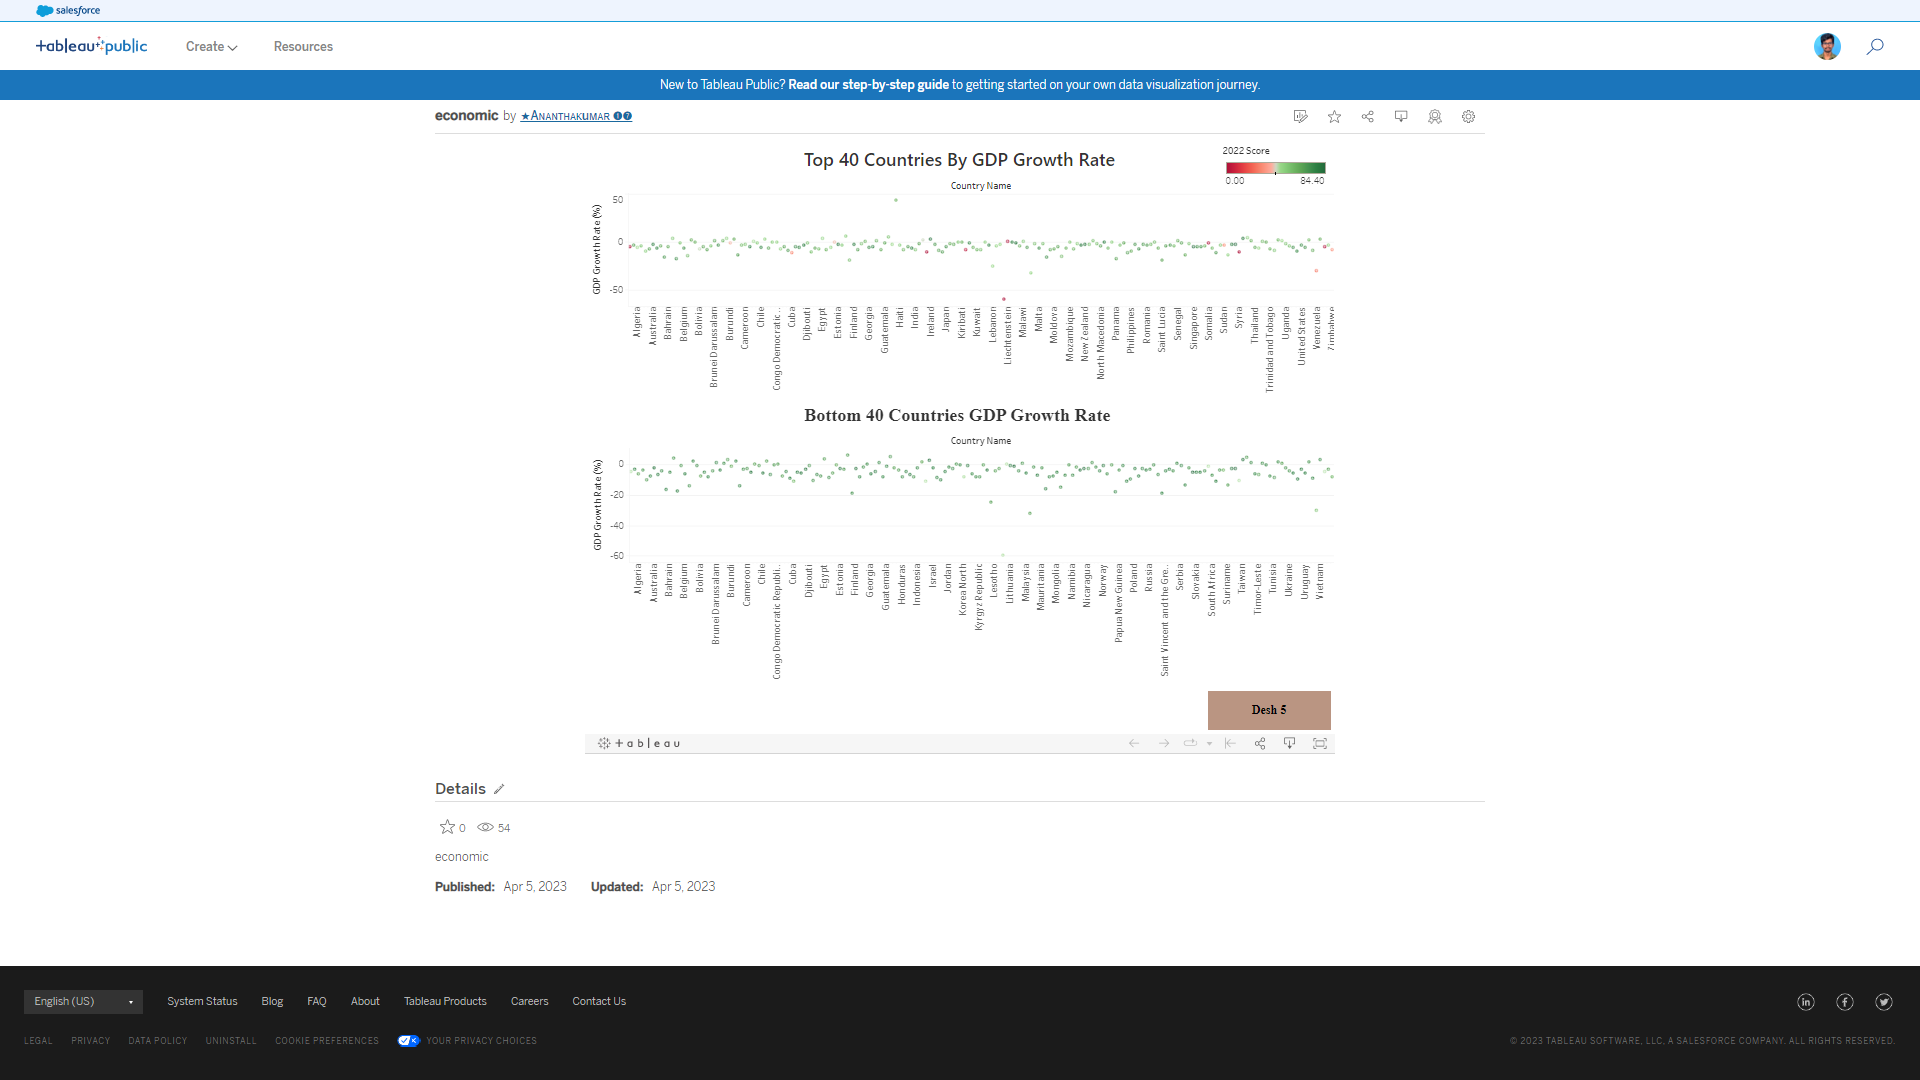 salesforce
+ableau public
Create
Resources
New to Tableau Public? Read our step-by-step guide to getting started on your own data visualization journey.
economic by ★ANANTHAKUMAR
Top 40 Countries By GDP Growth Rate
2022 Score
0.00 84.40
Country Name
GDP Growth Rate (%)
50
0
-50
Algeria
Australia
Bahrain
Belgium
Bolivia
Brunei Darussalam
Burundi
Cameroon
Chile
Congo Democratic..
Cuba
Djibouti
Egypt
Estonia
Finland
Georgia
Guatemala
Haiti
India
Ireland
Japan
Kiribati
Kuwait
Lebanon
Liechtenstein
Malawi
Malta
Moldova
Mozambique
New Zealand
North Macedonia
Panama
Philippines
Romania
Saint Lucia
Senegal
Singapore
Somalia
Sudan
Syria
Thailand
Trinidad and Tobago
Uganda
United States
Venezuela
Zimbabwe
Bottom 40 Countries GDP Growth Rate
Country Name
GDP Growth Rate (%)
0
-20
-40
-60
Algeria
Australia
Bahrain
Belgium
Bolivia
Brunei Darussalam
Burundi
Cameroon
Chile
Congo Democratic Republi..
Cuba
Djibouti
Egypt
Estonia
Finland
Georgia
Guatemala
Honduras
Indonesia
Israel
Jordan
Korea North
Kyrgyz Republic
Lesotho
Lithuania
Malaysia
Mauritania
Mongolia
Namibia
Nicaragua
Norway
Papua New Guinea
Poland
Russia
Saint Vincent and the Gre..
Serbia
Slovakia
South Africa
Suriname
Taiwan
Timor-Leste
Tunisia
Ukraine
Uruguay
Vietnam
Desh 5
+ableau
Details
0 54
economic
Published: Apr 5, 2023 Updated: Apr 5, 2023
English (US)
System Status
Blog
FAQ
About
Tableau Products
Careers
Contact Us
LEGAL
PRIVACY
DATA POLICY
UNINSTALL
COOKIE PREFERENCES
YOUR PRIVACY CHOICES
© 2023 TABLEAU SOFTWARE, LLC, A SALESFORCE COMPANY. ALL RIGHTS RESERVED.